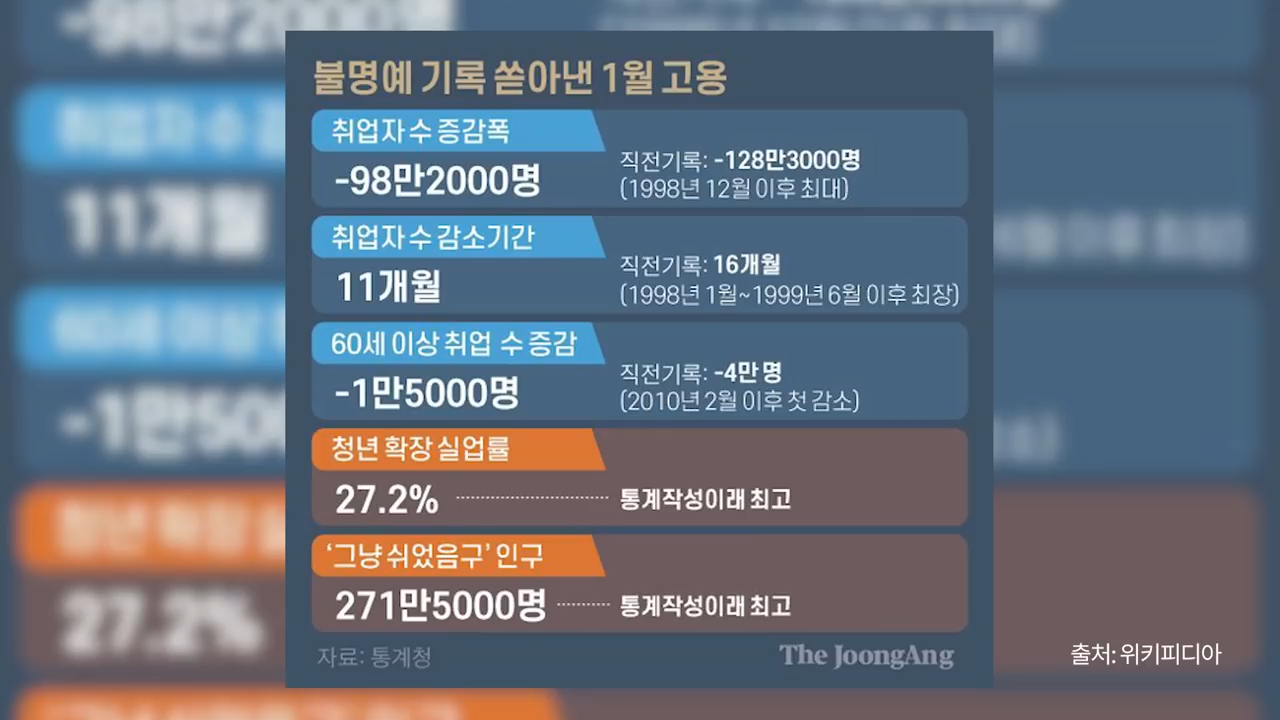 불명예 기록 쏟아낸 1월 고용
취업자 수 증감폭
-98만2000명
직전기록: -128만3000명
(1998년 12월 이후 최대)
취업자 수 감소기간
11개월
직전기록: 16개월
(1998년 1월~1999년 6월 이후 최장)
60세 이상 취업 수 증감
-1만5000명
직전기록: -4만 명
(2010년 2월 이후 첫 감소)
청년 확장 실업률
27.2%
통계작성이래 최고
‘그냥 쉬었음구’ 인구
271만5000명
통계작성이래 최고
자료: 통계청
The JoongAng
출처: 위키피디아